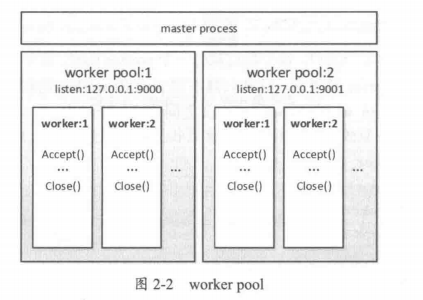 master process
worker pool:1
listen:127.0.0.1:9000
worker:1
Accept()
...
Close()
worker:2
Accept()
...
Close()
...
worker pool:2
listen:127.0.0.1:9001
worker:1
Accept()
...
Close()
worker:2
Accept()
...
Close()
...
图 2-2 worker pool